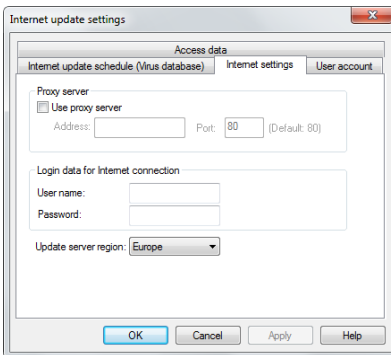 Internet update settings
Access data
Internet update schedule (Virus database) Internet settings User account
Proxy server
Use proxy server
Address: Port: 80 (Default: 80)
Login data for Internet connection
User name:
Password:
Update server region: Europe
OK Cancel Apply Help